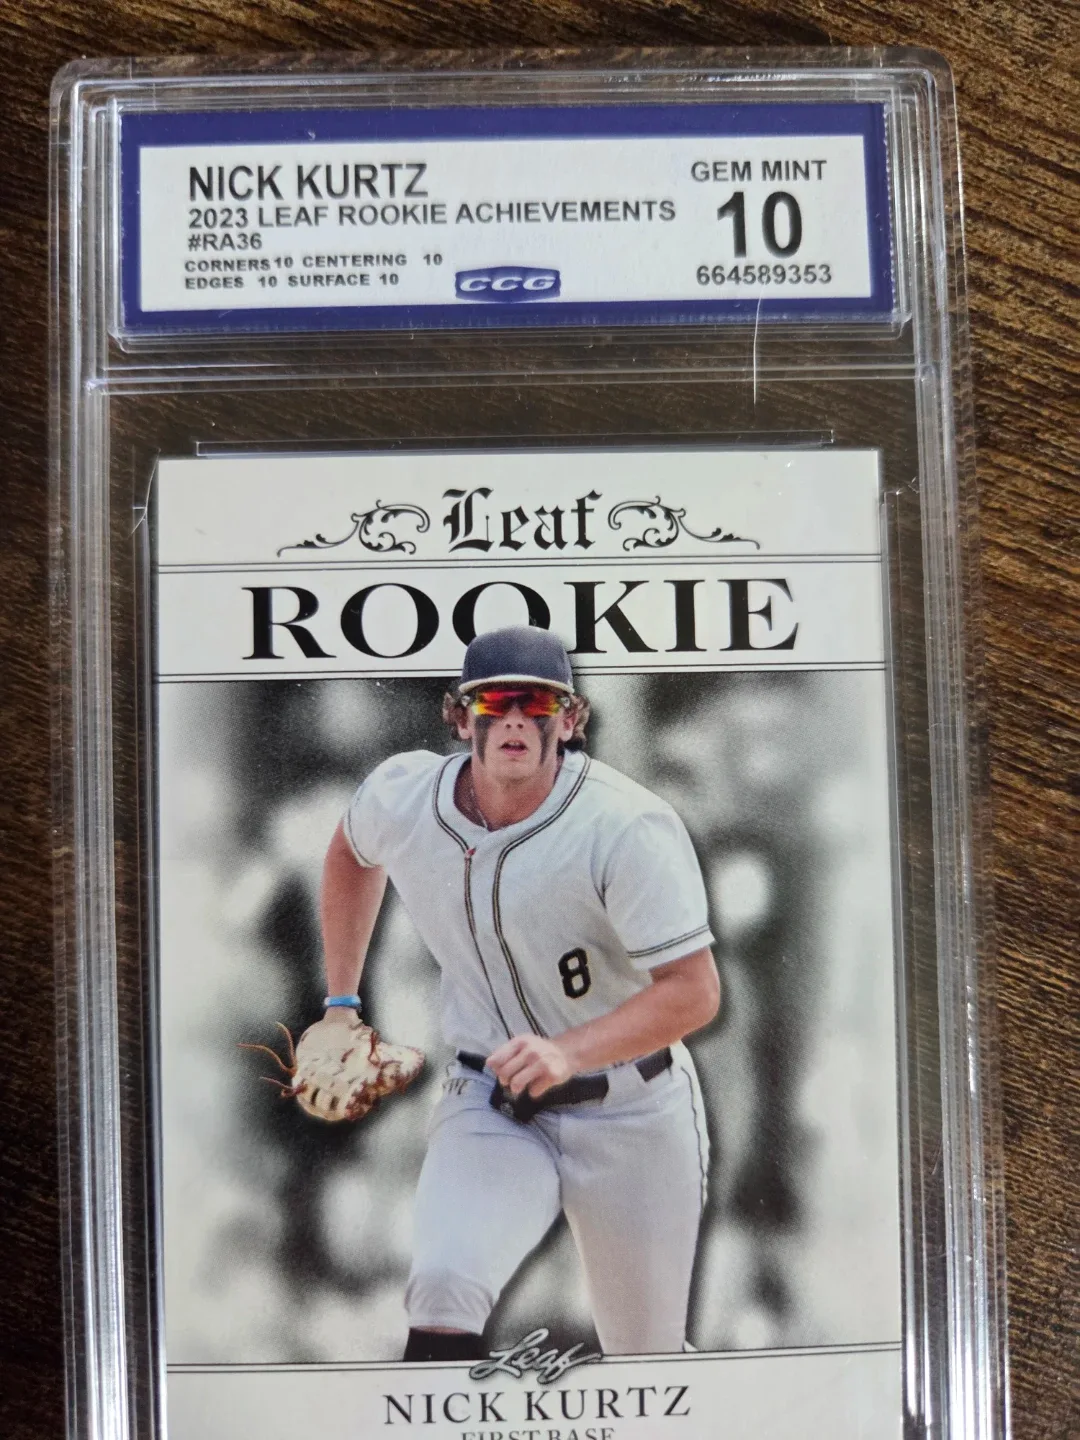 NICK KURTZ
2023 LEAF ROOKIE ACHIEVEMENTS
#RA36
CORNERS 10 CENTERING 10
EDGES 10 SURFACE 10
CCG
GEM MINT
10
664589353
Leaf
ROOKIE
8
Leaf
NICK KURTZ
FIRST BASE